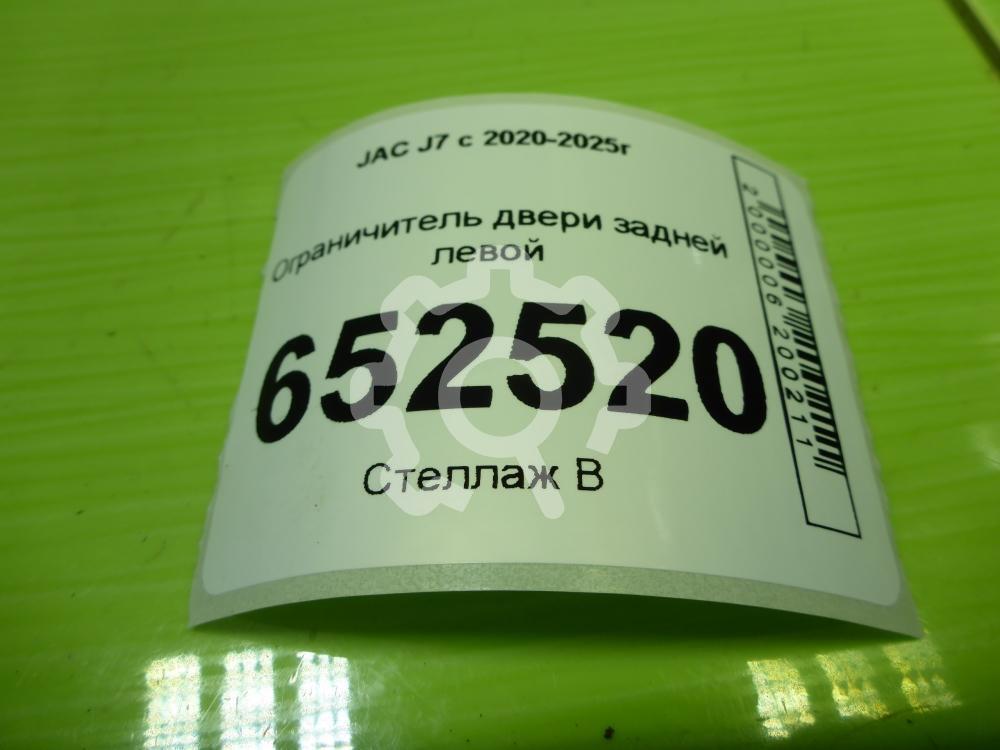 JAC J7 с 2020-2025г
Ограничитель двери задней
левой
652520
Стеллаж В
2000006200211